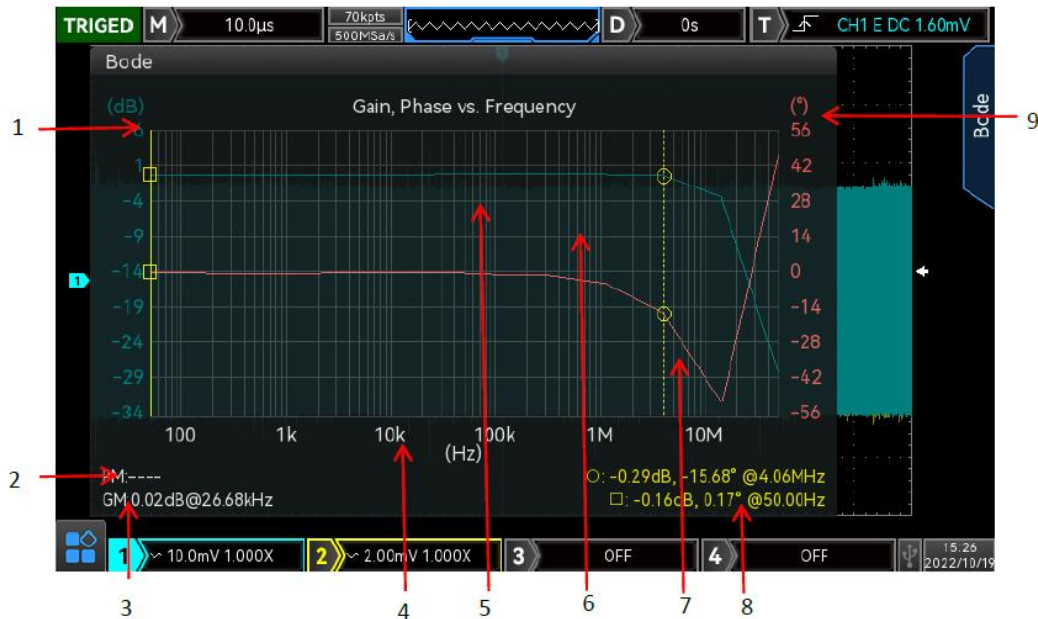 TRIGED M 10.0μs 70kpts D 0s T CH1 E DC 1.60mV
500MSa/s
Bode
Bode
(dB) Gain, Phase vs. Frequency (°)
1 6 56 9
1 42
-4 28
-9 14
-14 0
1
-19 -14
-24 -28
-29 -42
-34 -56
100 1k 10k 100k 1M 10M
(Hz)
2 PM:---- ○: -0.29dB, -15.68° @4.06MHz
GM:0.02dB@26.68kHz □: -0.16dB, 0.17° @50.00Hz
1 10.0mV 1.000X 2 2.00mV 1.000X 3 OFF 4 OFF 15:26
2022/10/19
3 4 5 6 7 8